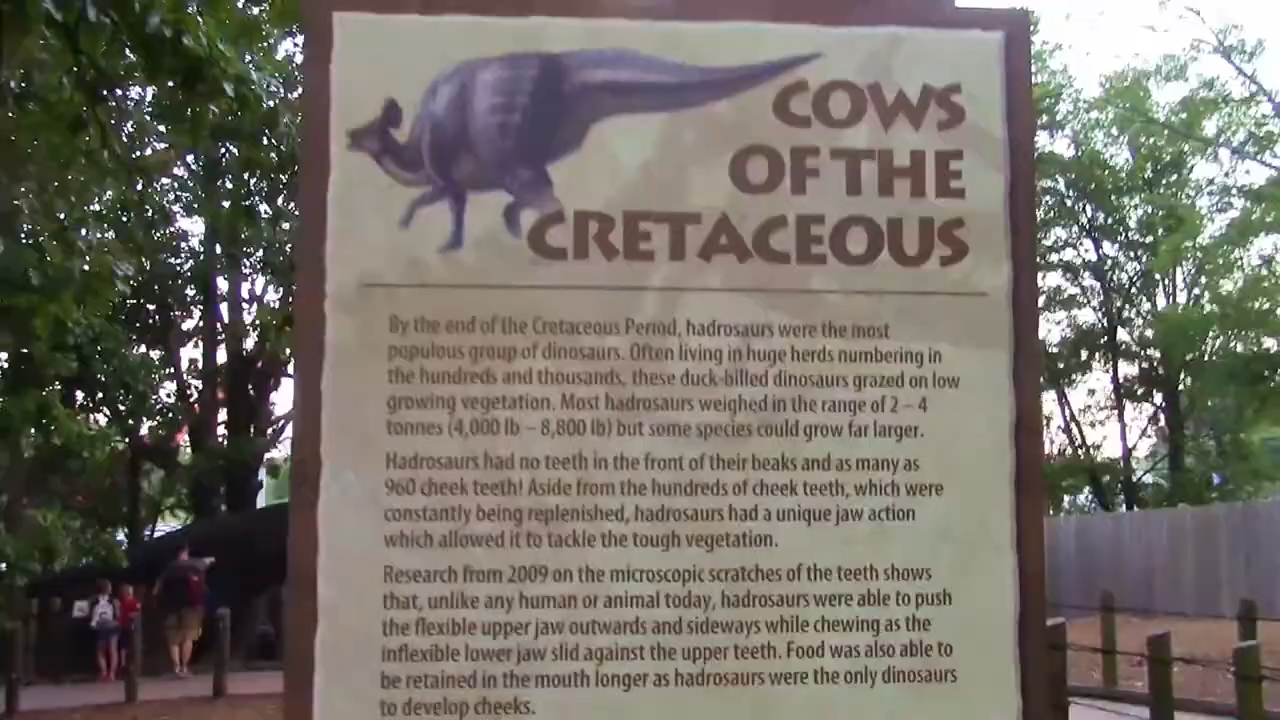 COWS
OF THE
CRETACEOUS
By the end of the Cretaceous Period, hadrosaurs were the most
populous group of dinosaurs. Often living in huge herds numbering in
the hundreds and thousands, these duck-billed dinosaurs grazed on low
growing vegetation. Most hadrosaurs weighed in the range of 2 – 4
tonnes (4,000 lb – 8,800 lb) but some species could grow far larger.
Hadrosaurs had no teeth in the front of their beaks and as many as
960 cheek teeth! Aside from the hundreds of cheek teeth, which were
constantly being replenished, hadrosaurs had a unique jaw action
which allowed it to tackle the tough vegetation.
Research from 2009 on the microscopic scratches of the teeth shows
that, unlike any human or animal today, hadrosaurs were able to push
the flexible upper jaw outwards and sideways while chewing as the
inflexible lower jaw slid against the upper teeth. Food was also able to
be retained in the mouth longer as hadrosaurs were the only dinosaurs
to develop cheeks.